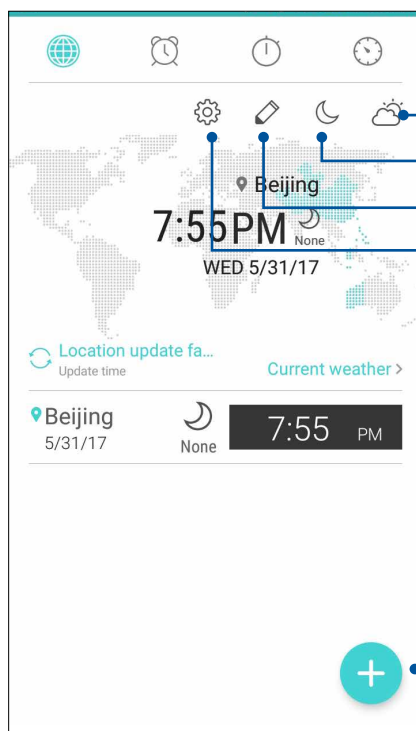 Beijing
7:55PM
None
WED 5/31/17
Location update fa...
Update time
Current weather >
Beijing
5/31/17
None
7:55 PM